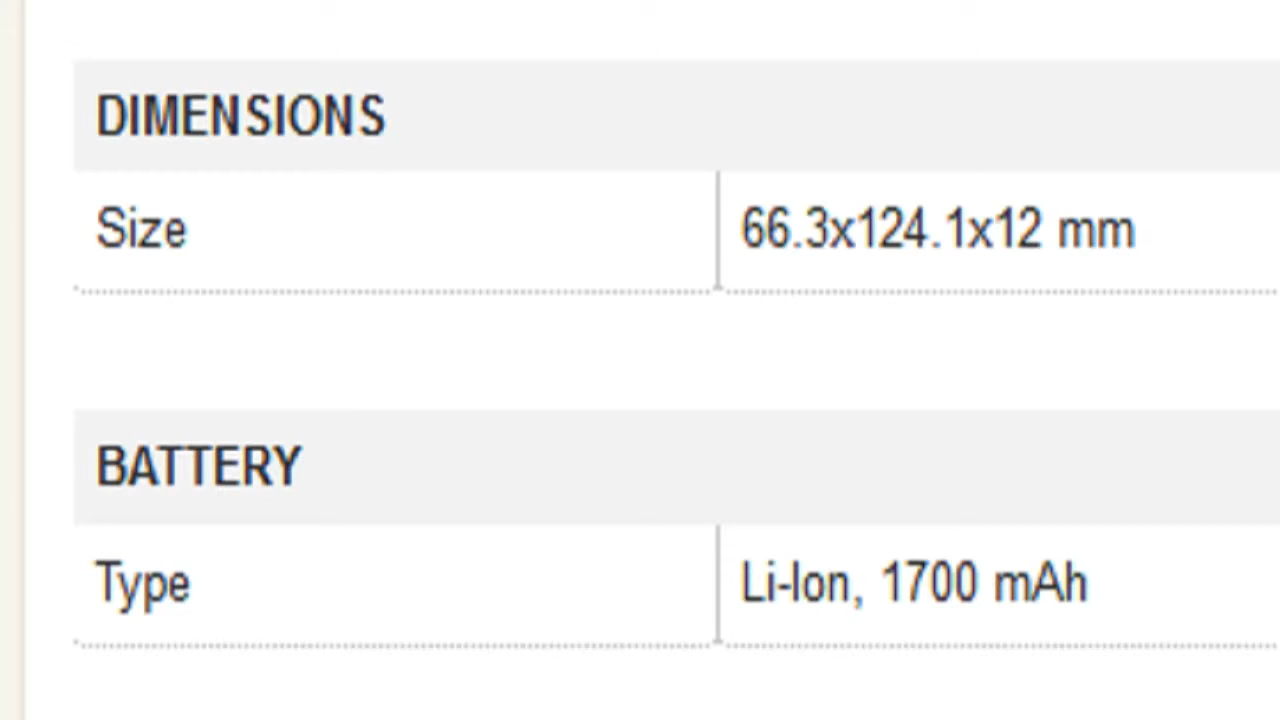 DIMENSIONS
Size 66.3x124.1x12 mm
BATTERY
Type Li-Ion, 1700 mAh